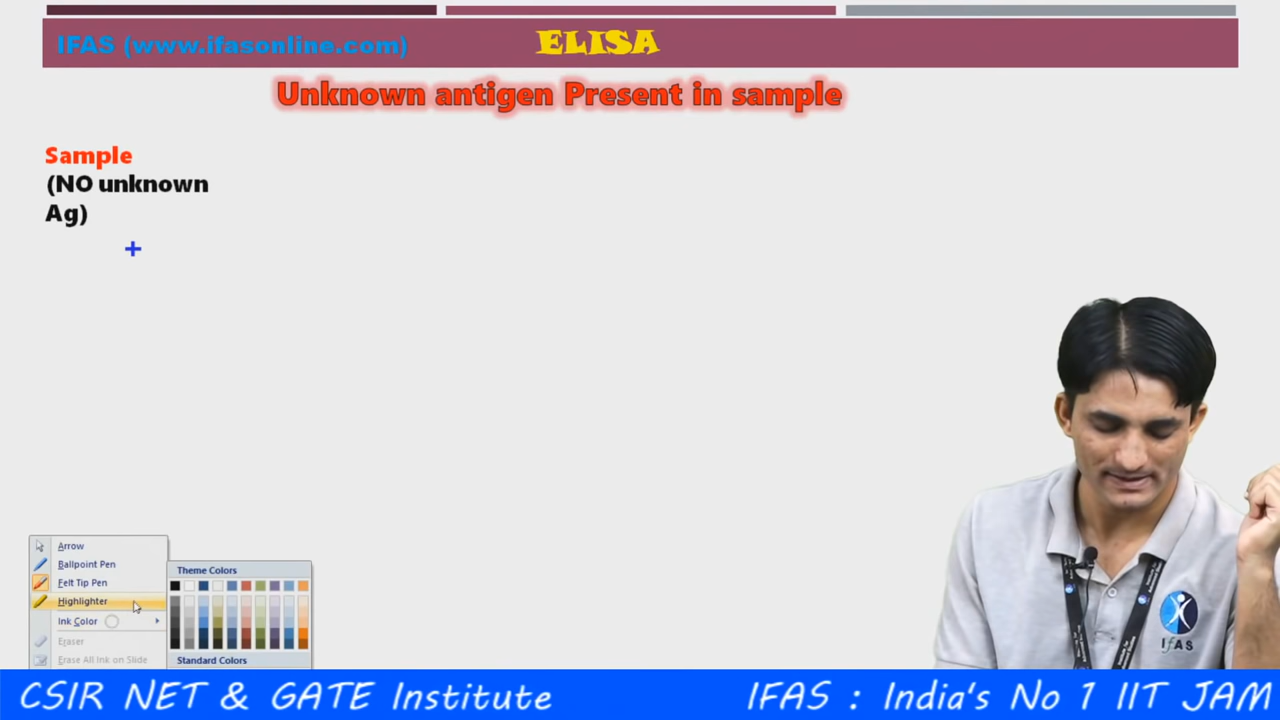 IFAS (www.ifasonline.com)
ELISA
Unknown antigen Present in sample
Sample
(NO unknown
Ag)
+
Arrow
Ballpoint Pen
Felt Tip Pen
Highlighter
Ink Color
Eraser
Erase All Ink on Slide
Theme Colors
Standard Colors
IfAS
CSIR NET & GATE Institute
IFAS : India's No 1 IIT JAM